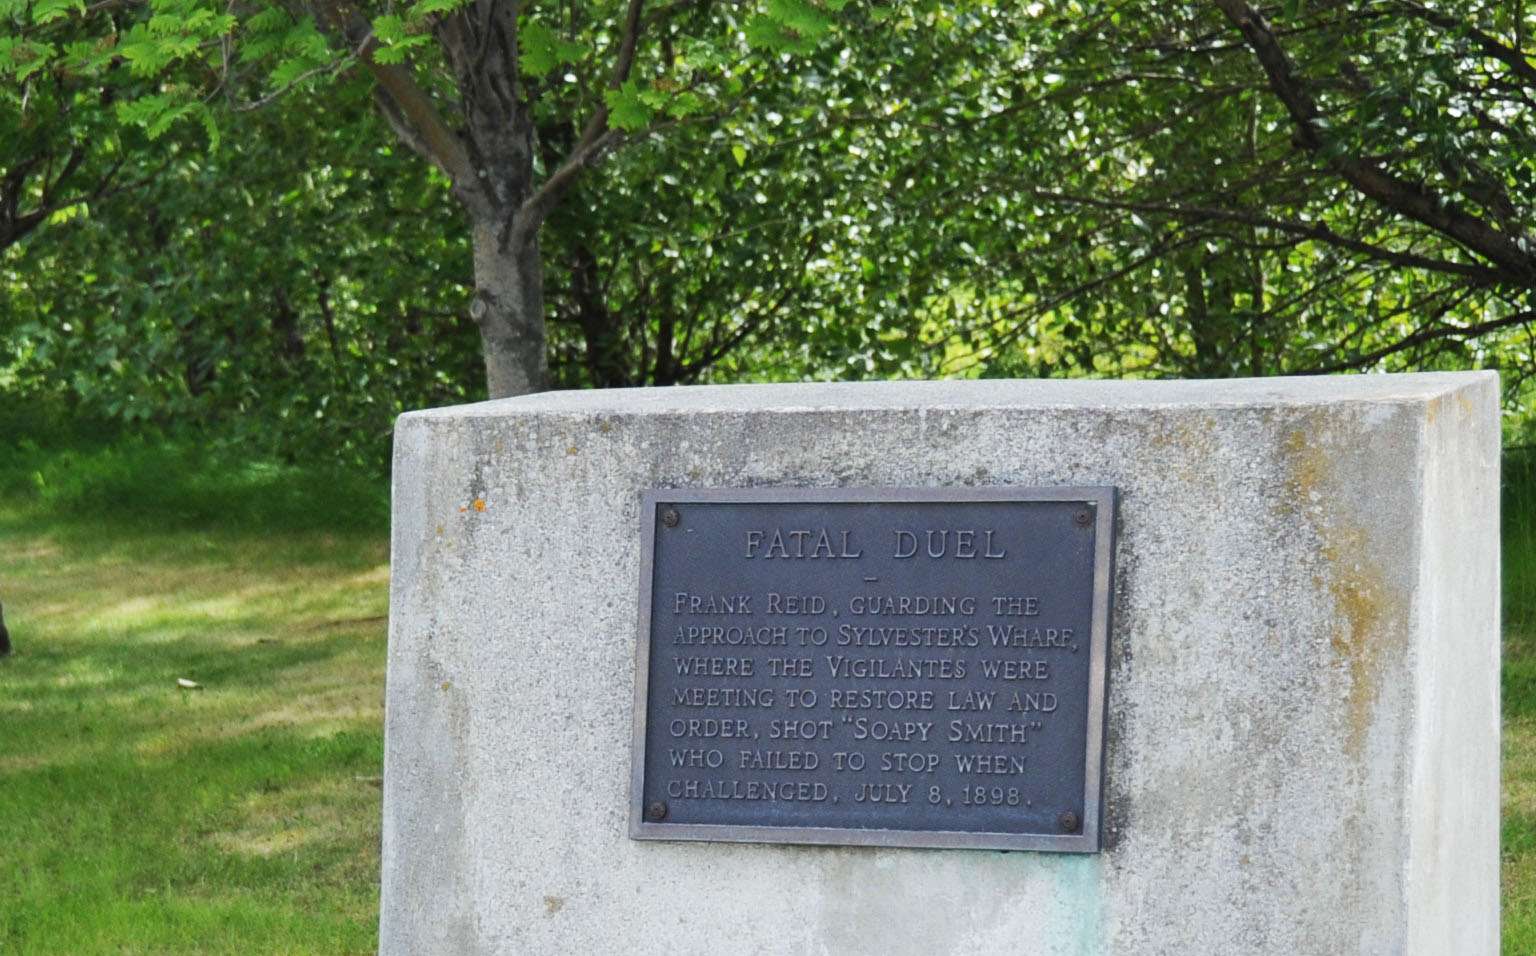 FATAL DUEL
FRANK REID, GUARDING THE
APPROACH TO SYLVESTER'S WHARF,
WHERE THE VIGILANTES WERE
MEETING TO RESTORE LAW AND
ORDER, SHOT "SOAPY SMITH"
WHO FAILED TO STOP WHEN
CHALLENGED, JULY 8, 1898.